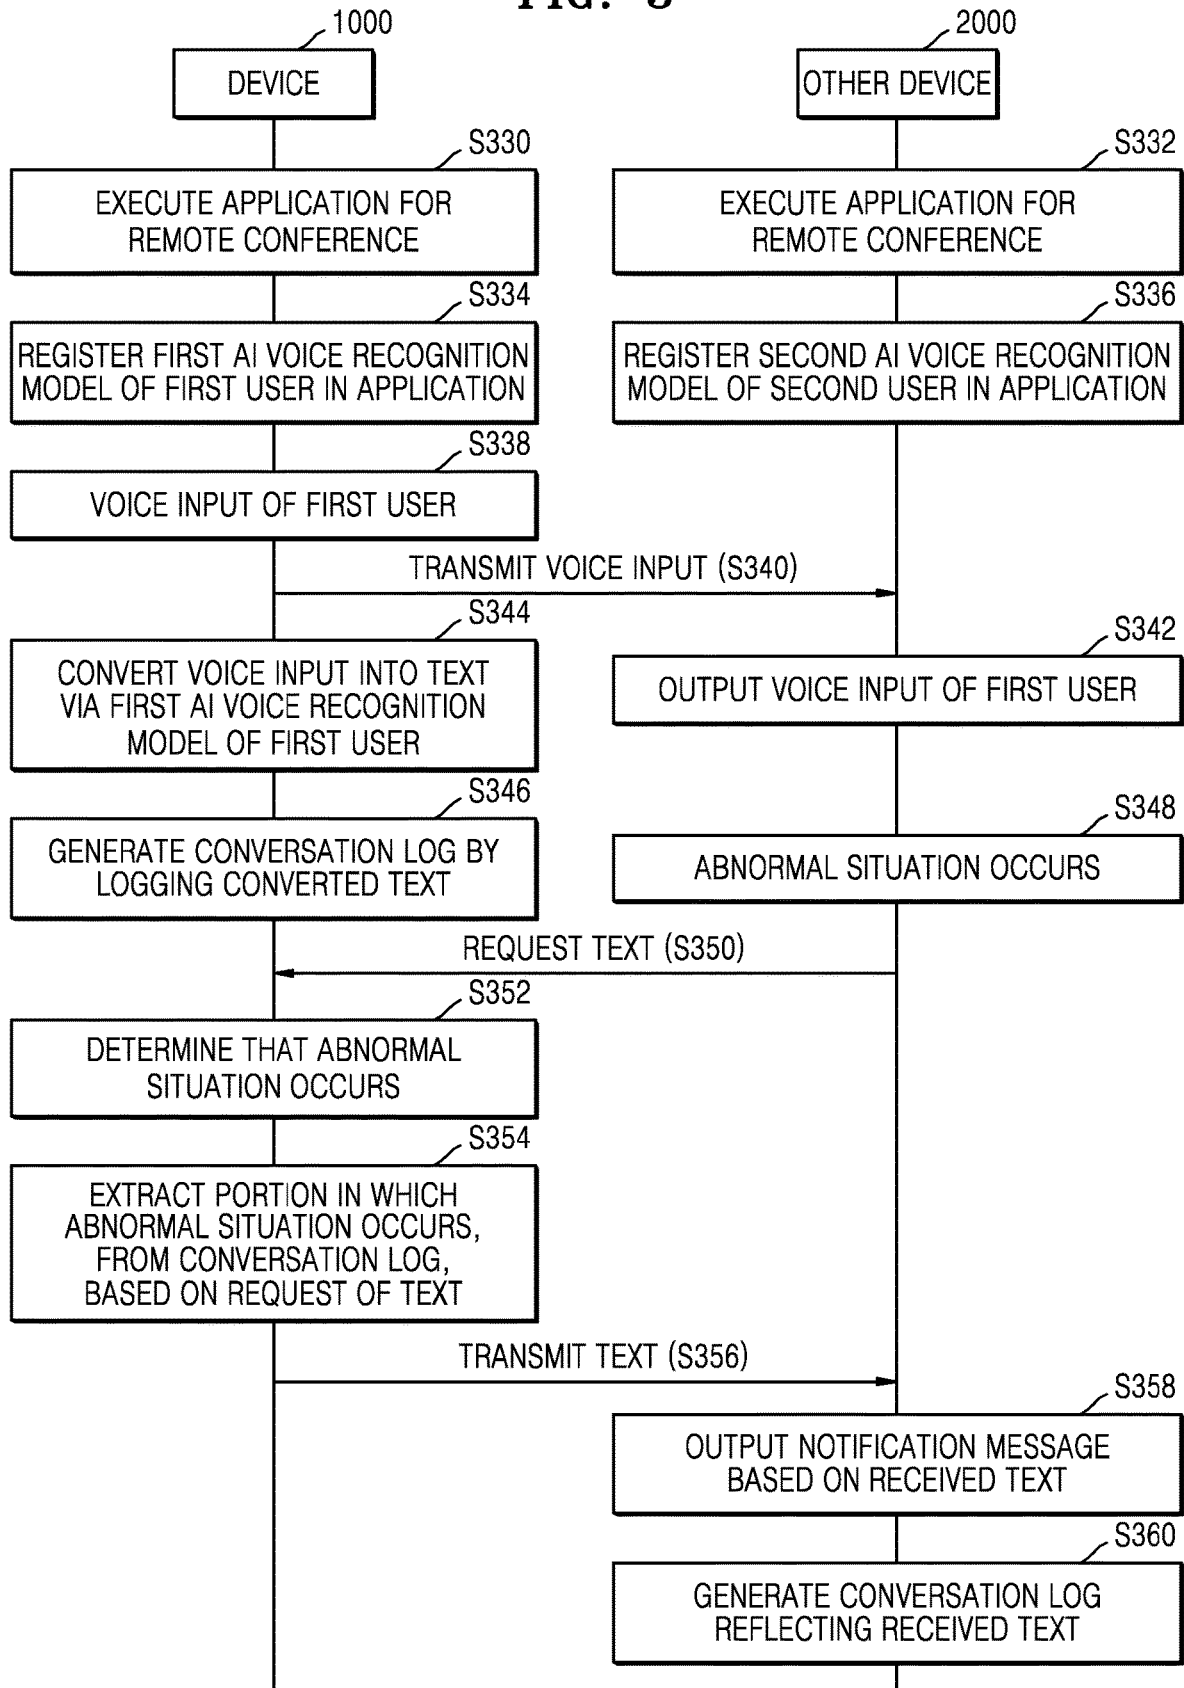 1000
2000
DEVICE
OTHER DEVICE
S330
S332
EXECUTE APPLICATION FOR
REMOTE CONFERENCE
EXECUTE APPLICATION FOR
REMOTE CONFERENCE
S334
S336
REGISTER FIRST AI VOICE RECOGNITION
MODEL OF FIRST USER IN APPLICATION
REGISTER SECOND AI VOICE RECOGNITION
MODEL OF SECOND USER IN APPLICATION
S338
VOICE INPUT OF FIRST USER
TRANSMIT VOICE INPUT (S340)
S344
S342
CONVERT VOICE INPUT INTO TEXT
VIA FIRST AI VOICE RECOGNITION
MODEL OF FIRST USER
OUTPUT VOICE INPUT OF FIRST USER
S346
S348
GENERATE CONVERSATION LOG BY
LOGGING CONVERTED TEXT
ABNORMAL SITUATION OCCURS
REQUEST TEXT (S350)
S352
DETERMINE THAT ABNORMAL
SITUATION OCCURS
S354
EXTRACT PORTION IN WHICH
ABNORMAL SITUATION OCCURS,
FROM CONVERSATION LOG,
BASED ON REQUEST OF TEXT
TRANSMIT TEXT (S356)
S358
OUTPUT NOTIFICATION MESSAGE
BASED ON RECEIVED TEXT
S360
GENERATE CONVERSATION LOG
REFLECTING RECEIVED TEXT